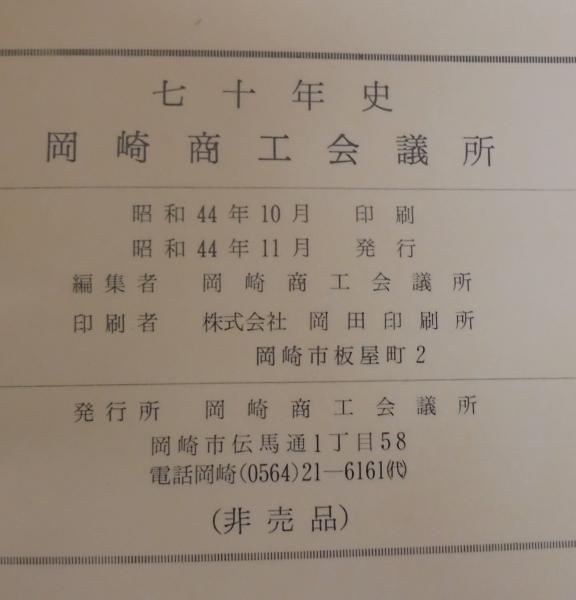 七十年史
岡崎商工会議所
昭和44年10月 印刷
昭和44年11月 発行
編集者 岡崎商工会議所
印刷者 株式会社 岡田印刷所
岡崎市板屋町2
発行所 岡崎商工会議所
岡崎市伝馬通1丁目58
電話岡崎(0564)21―6161㈹
(非売品)